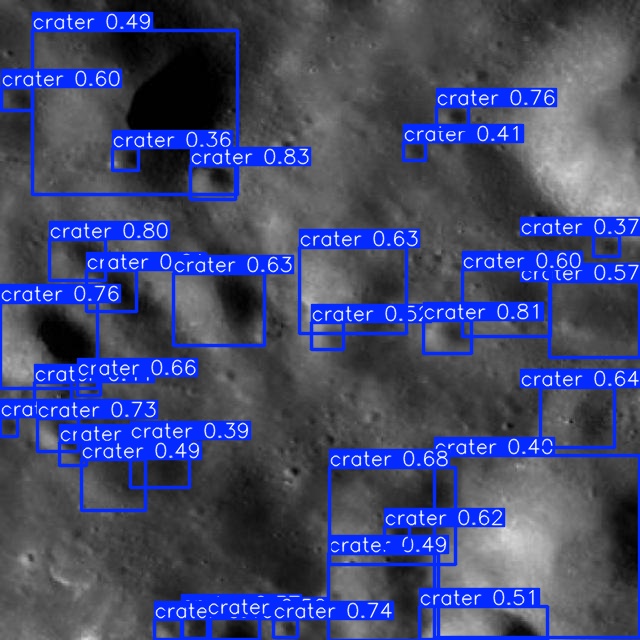 crater 0.49
crater 0.60
crater 0.76
crater 0.41
crater 0.36
crater 0.83
crater 0.37
crater 0.80
crater 0.63
crater 0.60
crater
crater 0.63
crater 0.57
crater 0.76
crater
crater 0.81
crater 0.66
crater 0.64
crater 0.73
crater
crater 0.39
crater 0.40
crater 0.49
crater 0.68
crater 0.62
0.49
crater 0.51
crater
crater 0.74